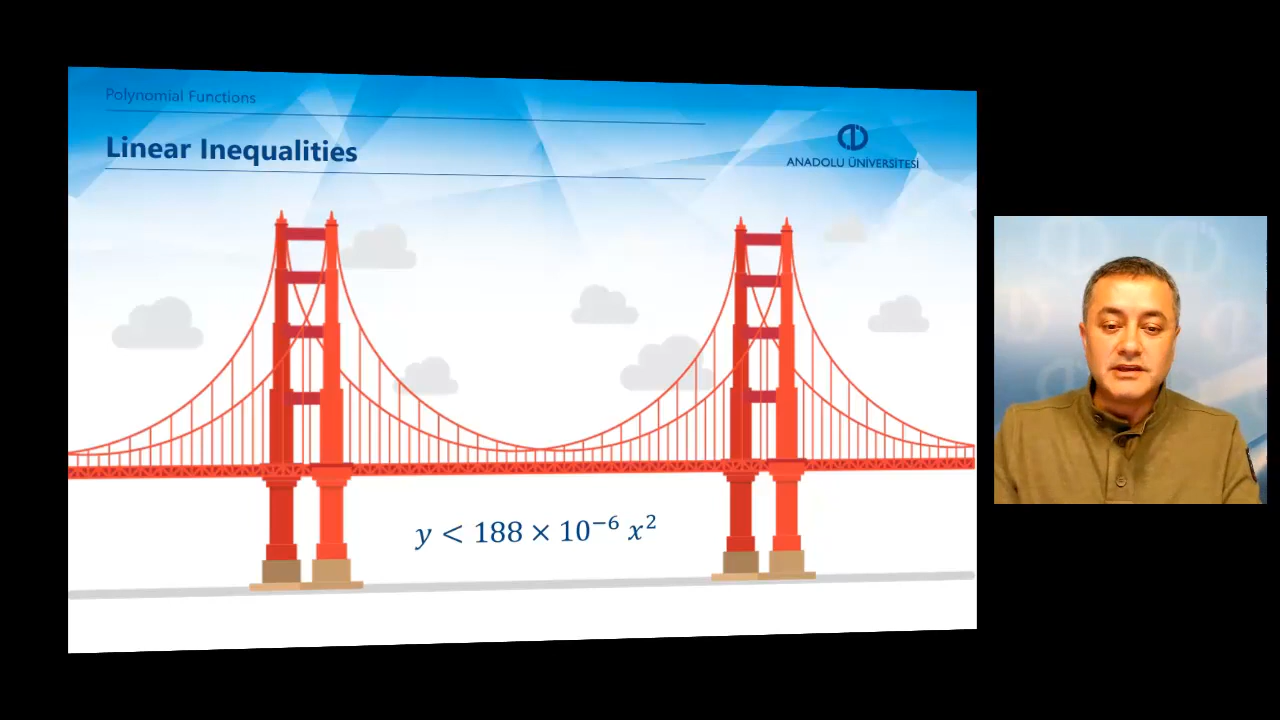 Polynomial Functions
Linear Inequalities
ANADOLU ÜNİVERSİTESİ
y < 188 × 10⁻⁶ x²